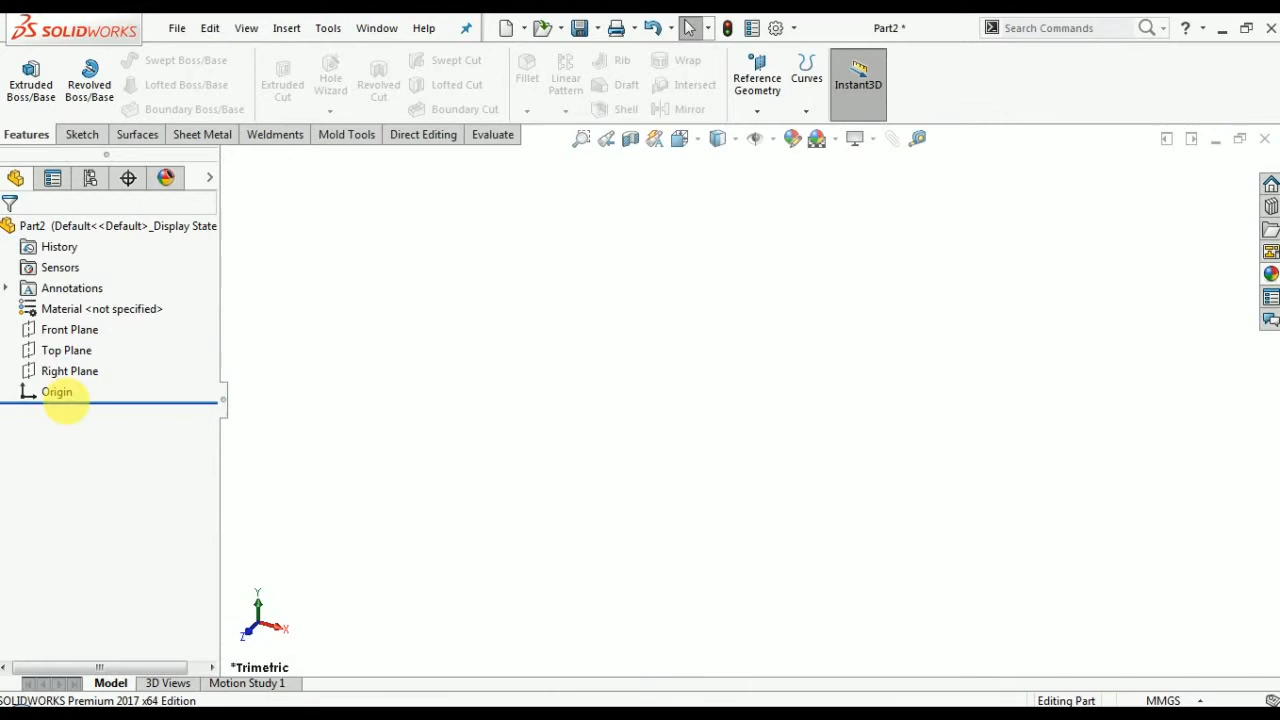 SOLIDWORKS File Edit View Insert Tools Window Help Part2 * Search Commands ?
Extruded Boss/Base
Revolved Boss/Base
Swept Boss/Base
Lofted Boss/Base
Boundary Boss/Base
Extruded Cut
Hole Wizard
Revolved Cut
Swept Cut
Lofted Cut
Boundary Cut
Fillet
Linear Pattern
Rib
Draft
Shell
Wrap
Intersect
Mirror
Reference Geometry
Curves
Instant3D
Features Sketch Surfaces Sheet Metal Weldments Mold Tools Direct Editing Evaluate
Part2 (Default<<Default>_Display State
History
Sensors
Annotations
Material <not specified>
Front Plane
Top Plane
Right Plane
Origin
Y
X
Z
*Trimetric
Model 3D Views Motion Study 1
SOLIDWORKS Premium 2017 x64 Edition Editing Part MMGS